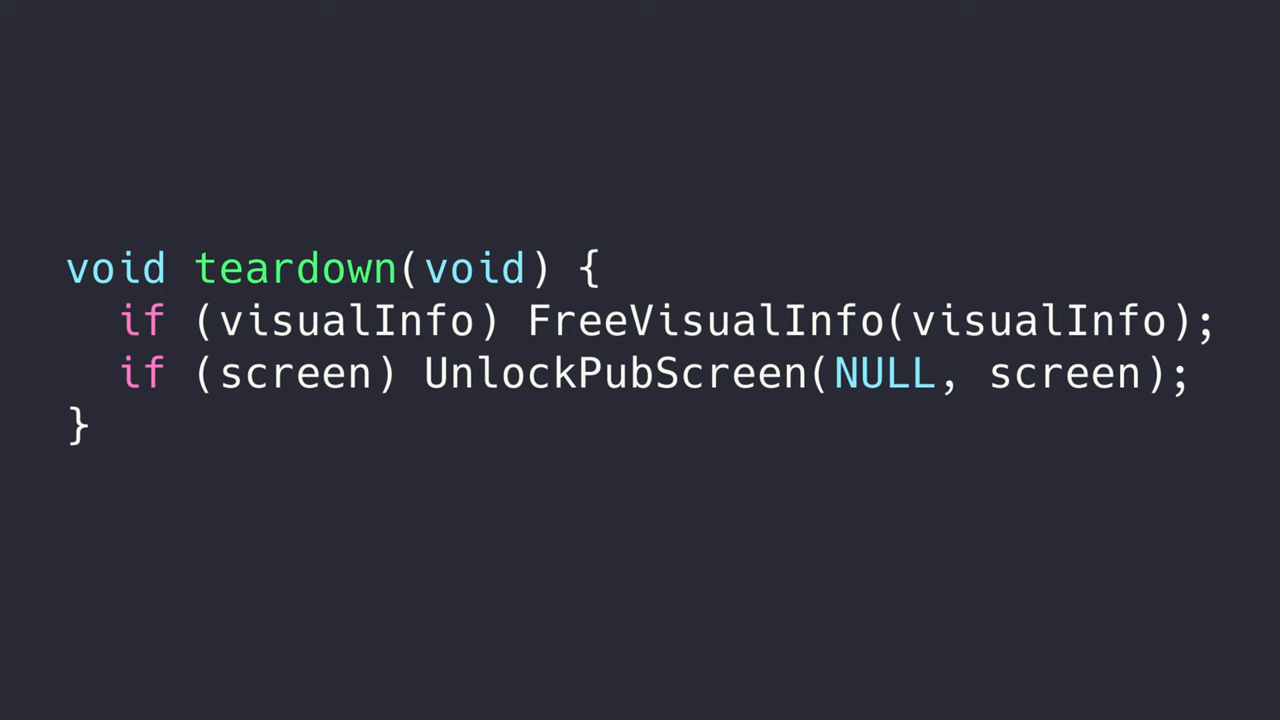 void teardown(void) {
  if (visualInfo) FreeVisualInfo(visualInfo);
  if (screen) UnlockPubScreen(NULL, screen);
}